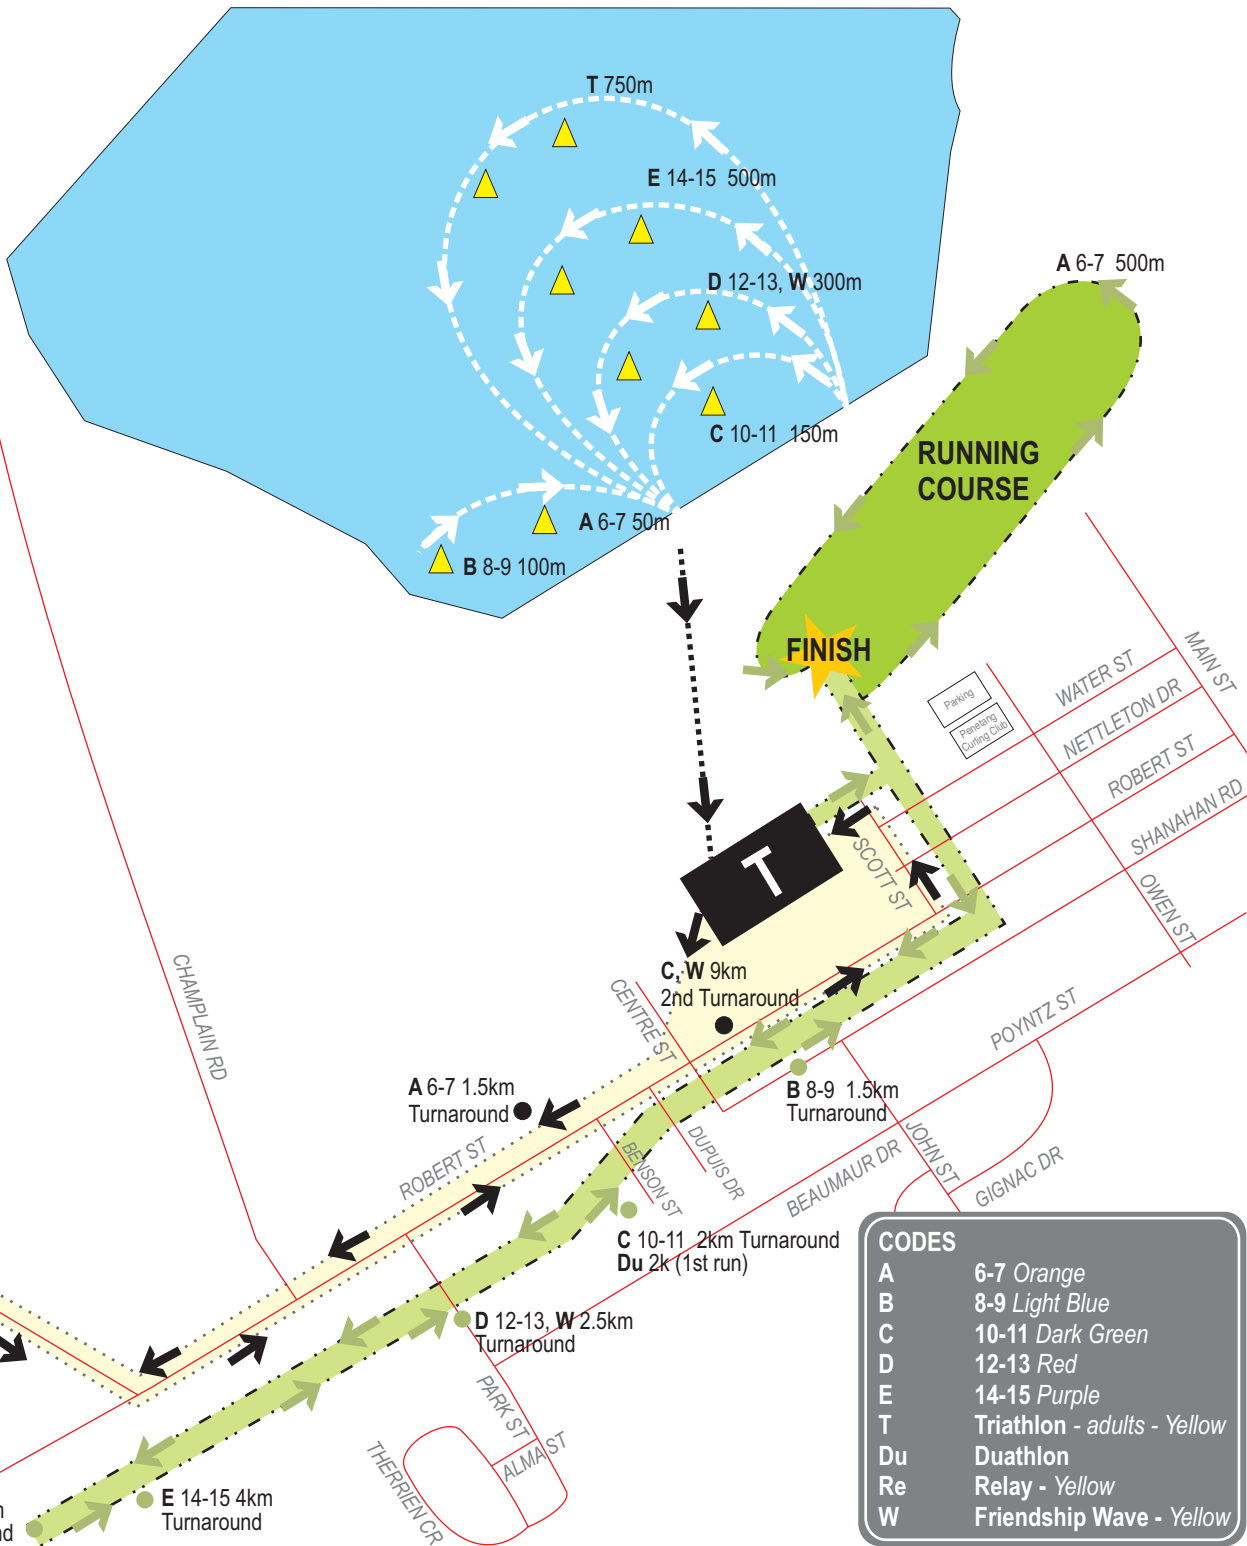 T 750m
E 14-15 500m
A 6-7 500m
D 12-13, W 300m
C 10-11 150m
RUNNING
COURSE
A 6-7 50m
B 8-9 100m
FINISH
MAIN ST
WATER ST
Parking
Penetang
Curling Club
NETTLETON DR
ROBERT ST
SHANAHAN RD
T
SCOTT ST
OWEN ST
CHAMPLAIN RD
C, W 9km
2nd Turnaround
CENTRE ST
POYNTZ ST
A 6-7 1.5km
Turnaround
B 8-9 1.5km
Turnaround
ROBERT ST
BENSON ST
DUPUIS DR
BEAUMAUR DR
JOHN ST
GIGNAC DR
C 10-11 2km Turnaround
Du 2k (1st run)
D 12-13, W 2.5km
Turnaround
PARK ST
ALMA ST
THERRIEN CR
E 14-15 4km
Turnaround
CODES
A 6-7 Orange
B 8-9 Light Blue
C 10-11 Dark Green
D 12-13 Red
E 14-15 Purple
T Triathlon - adults - Yellow
Du Duathlon
Re Relay - Yellow
W Friendship Wave - Yellow